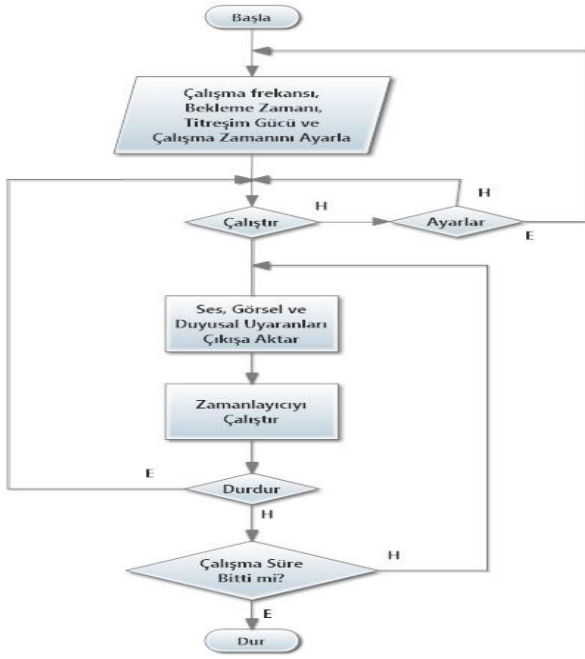 Başla
Çalışma frekansı,
Bekleme Zamanı,
Titreşim Gücü ve
Çalışma Zamanını Ayarla
H
H
Çalıştır
Ayarlar
E
Ses, Görsel ve
Duyusal Uyaranları
Çıkışa Aktar
Zamanlayıcıyı
Çalıştır
E
Durdur
H
Çalışma Süre
Bitti mi?
H
E
Dur